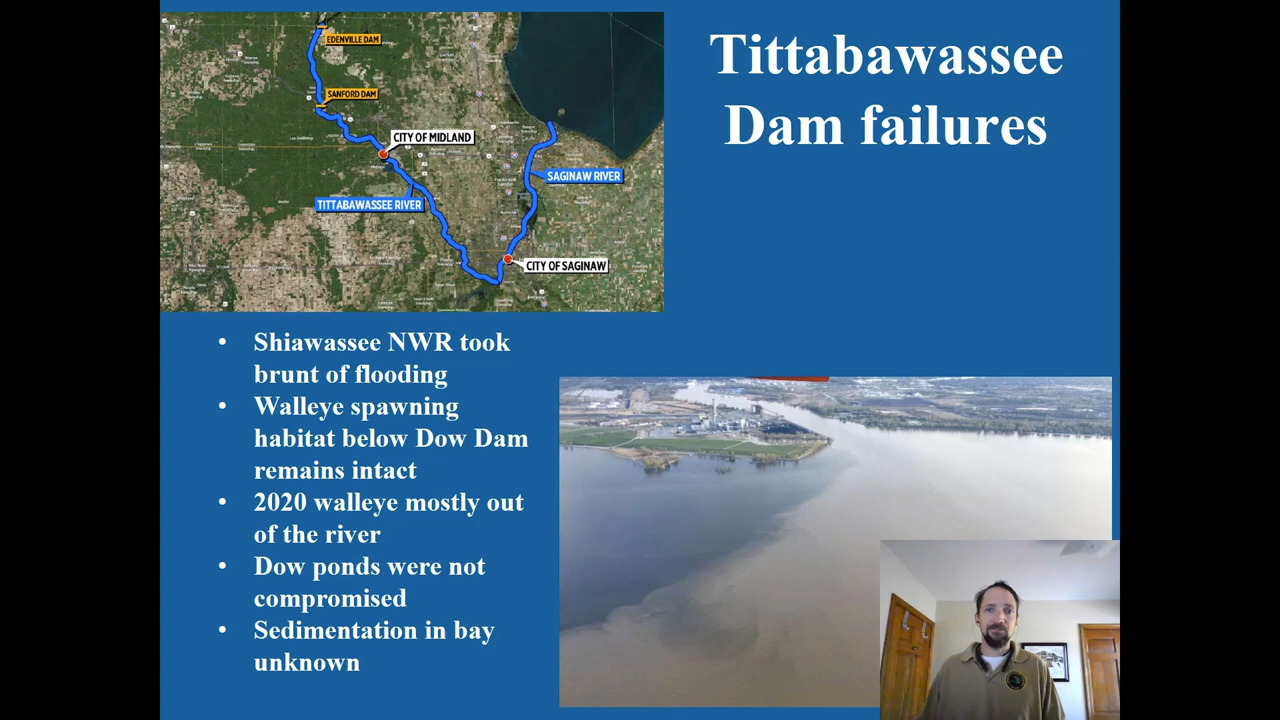 Tittabawassee
Dam failures
EDENVILLE DAM
SANFORD DAM
CITY OF MIDLAND
SAGINAW RIVER
TITTABAWASSEE RIVER
CITY OF SAGINAW
• Shiawassee NWR took
brunt of flooding
• Walleye spawning
habitat below Dow Dam
remains intact
• 2020 walleye mostly out
of the river
• Dow ponds were not
compromised
• Sedimentation in bay
unknown